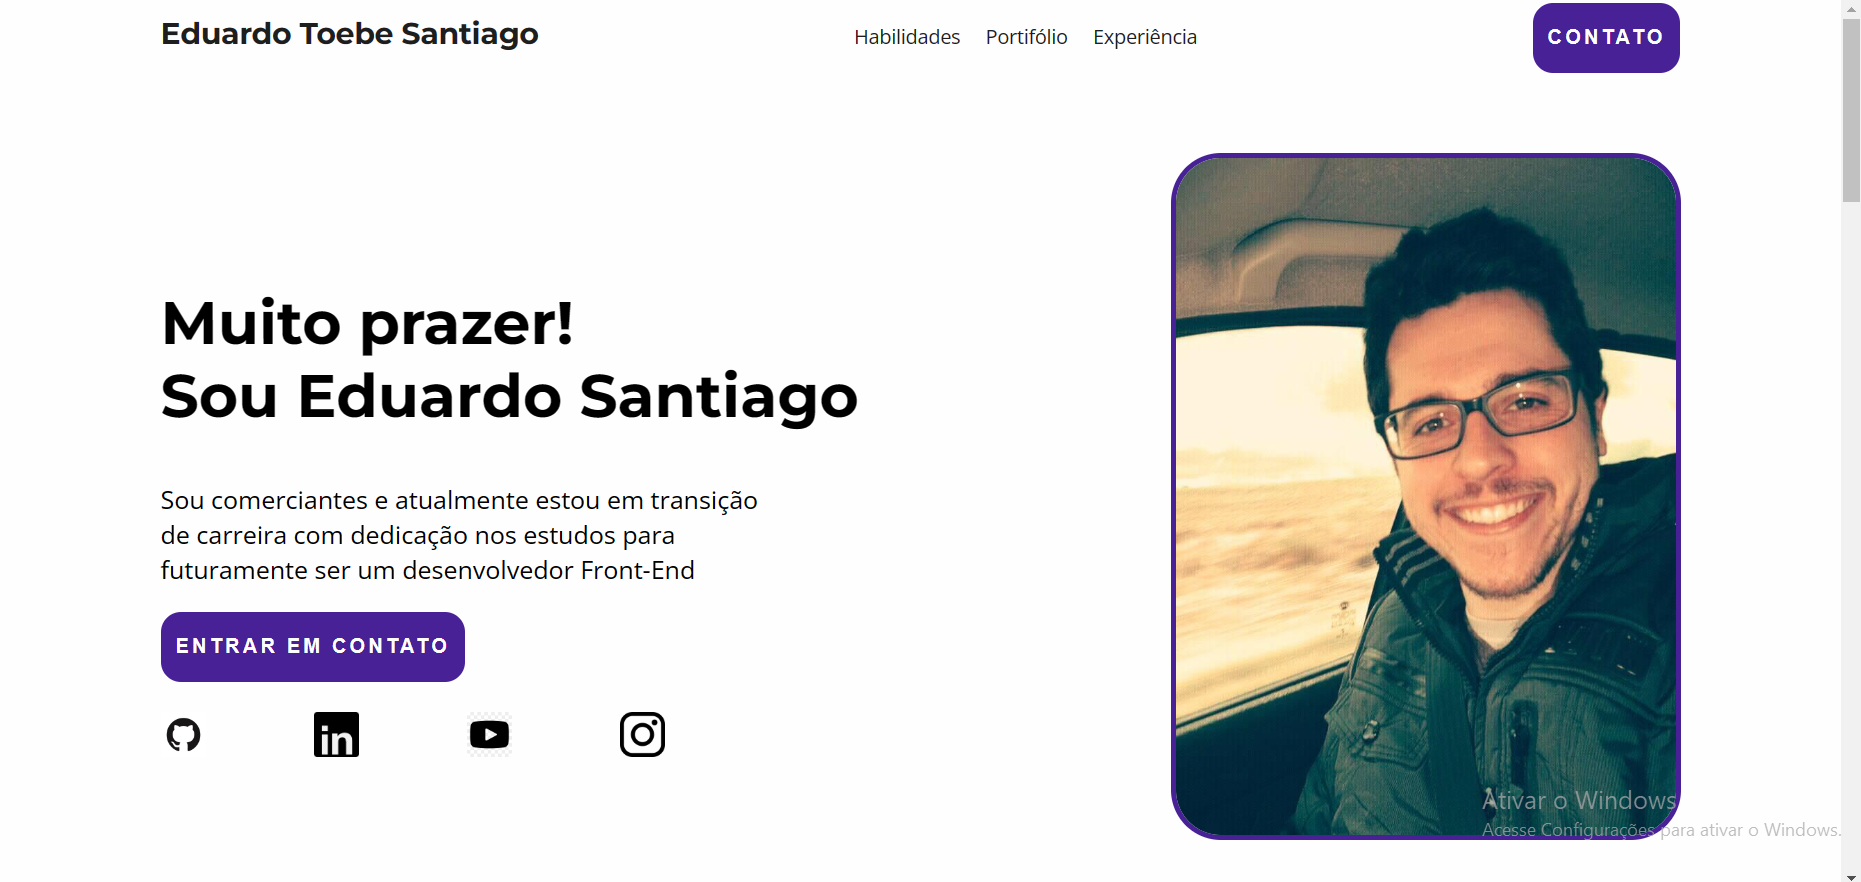 Eduardo Toebe Santiago
Habilidades
Portifólio
Experiência
CONTATO
Muito prazer!
Sou Eduardo Santiago
Sou comerciantes e atualmente estou em transição
de carreira com dedicação nos estudos para
futuramente ser um desenvolvedor Front-End
ENTRAR EM CONTATO
in
Ativar o Windows
Acesse Configurações para ativar o Windows.